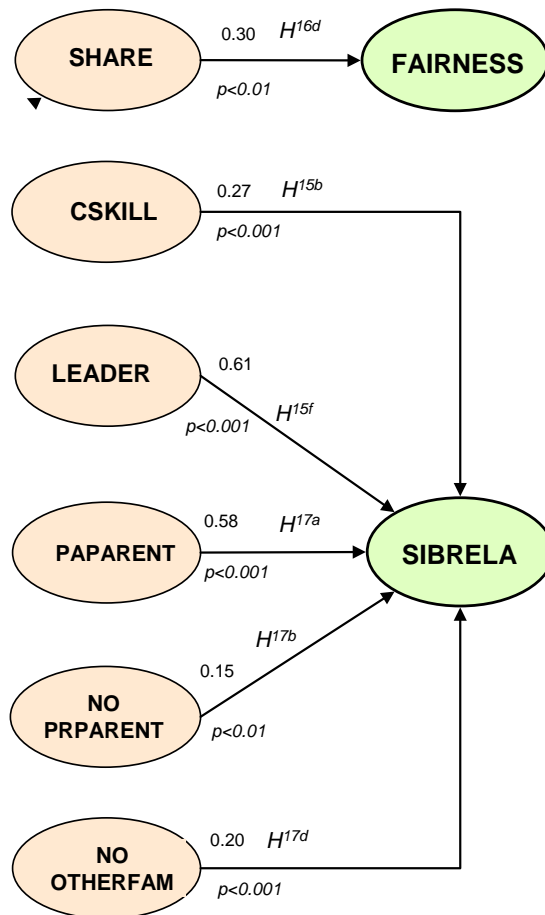 SHARE
0.30 H16d
p<0.01
FAIRNESS
CSKILL
0.27 H15b
p<0.001
LEADER
0.61
H15f
p<0.001
PAPARENT
0.58 H17a
p<0.001
SIBRELA
NO
PRPARENT
H17b
0.15
p<0.01
NO
OTHERFAM
0.20 H17d
p<0.001